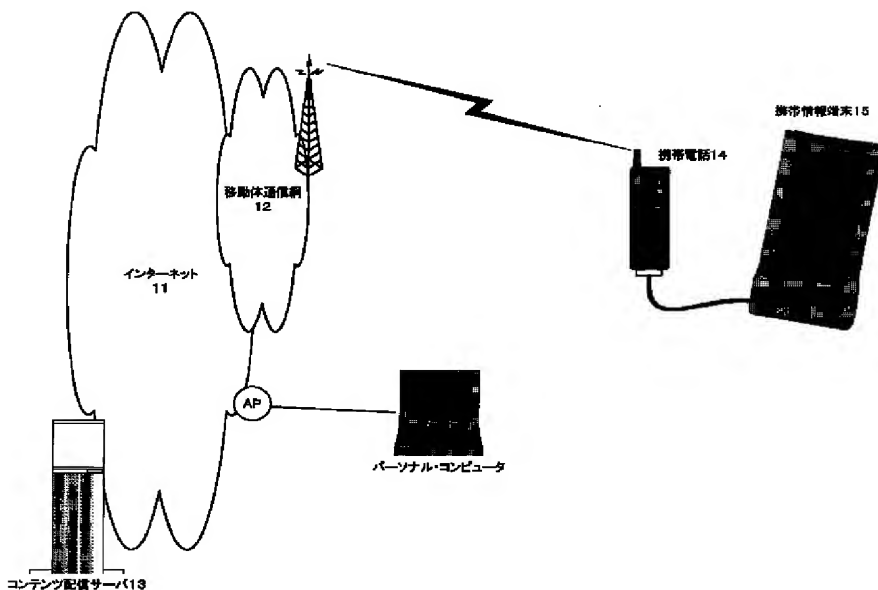 携帯情報端末15
携帯電話14
移動体通信網
12
インターネット
11
AP
パーソナル・コンピュータ
コンテンツ配信サーバ13